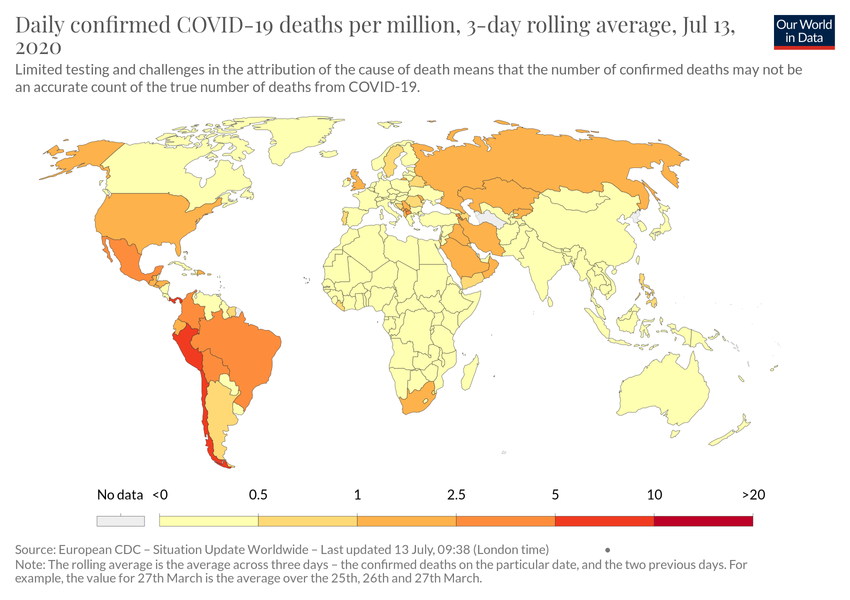 Daily confirmed COVID-19 deaths per million, 3-day rolling average, Jul 13,
2020
Our World
in Data
Limited testing and challenges in the attribution of the cause of death means that the number of confirmed deaths may not be
an accurate count of the true number of deaths from COVID-19.
No data <0 0.5 1 2.5 5 10 >20
Source: European CDC – Situation Update Worldwide – Last updated 13 July, 09:38 (London time)
Note: The rolling average is the average across three days – the confirmed deaths on the particular date, and the two previous days. For
example, the value for 27th March is the average over the 25th, 26th and 27th March.